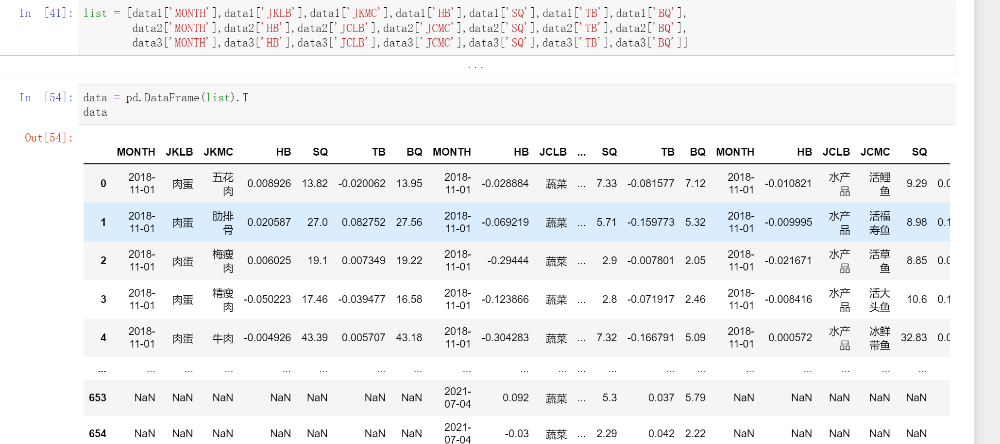 In [41]: list = [data1['MONTH'],data1['JKLB'],data1['JKMC'],data1['HB'],data1['SQ'],data1['TB'],data1['BQ'],
data2['MONTH'],data2['HB'],data2['JCLB'],data2['JCMC'],data2['SQ'],data2['TB'],data2['BQ'],
data3['MONTH'],data3['HB'],data3['JCLB'],data3['JCMC'],data3['SQ'],data3['TB'],data3['BQ']]
...
In [54]: data = pd.DataFrame(list).T
data
Out[54]:
MONTH JKLB JKMC HB SQ TB BQ MONTH HB JCLB ... SQ TB BQ MONTH HB JCLB JCMC SQ
0 2018-11-01 肉蛋 五花肉 0.008926 13.82 -0.020062 13.95 2018-11-01 -0.028884 蔬菜 ... 7.33 -0.081577 7.12 2018-11-01 -0.010821 水产品 活鲤鱼 9.29 0.0
1 2018-11-01 肉蛋 肋排骨 0.020587 27.0 0.082752 27.56 2018-11-01 -0.069219 蔬菜 ... 5.71 -0.159773 5.32 2018-11-01 -0.009995 水产品 活福寿鱼 8.98 0.1
2 2018-11-01 肉蛋 梅瘦肉 0.006025 19.1 0.007349 19.22 2018-11-01 -0.29444 蔬菜 ... 2.9 -0.007801 2.05 2018-11-01 -0.021671 水产品 活草鱼 8.85 0.0
3 2018-11-01 肉蛋 精瘦肉 -0.050223 17.46 -0.039477 16.58 2018-11-01 -0.123866 蔬菜 ... 2.8 -0.071917 2.46 2018-11-01 -0.008416 水产品 活大头鱼 10.6 0.1
4 2018-11-01 肉蛋 牛肉 -0.004926 43.39 0.005707 43.18 2018-11-01 -0.304283 蔬菜 ... 7.32 -0.166791 5.09 2018-11-01 0.000572 水产品 冰鲜带鱼 32.83 0.0
... ... ... ... ... ... ... ... ... ... ... ... ... ... ... ... ... ... ... ...
653 NaN NaN NaN NaN NaN NaN NaN 2021-07-04 0.092 蔬菜 ... 5.3 0.037 5.79 NaN NaN NaN NaN NaN
654 NaN NaN NaN NaN NaN NaN NaN 2021-07-04 -0.03 蔬菜 ... 2.29 0.042 2.22 NaN NaN NaN NaN NaN